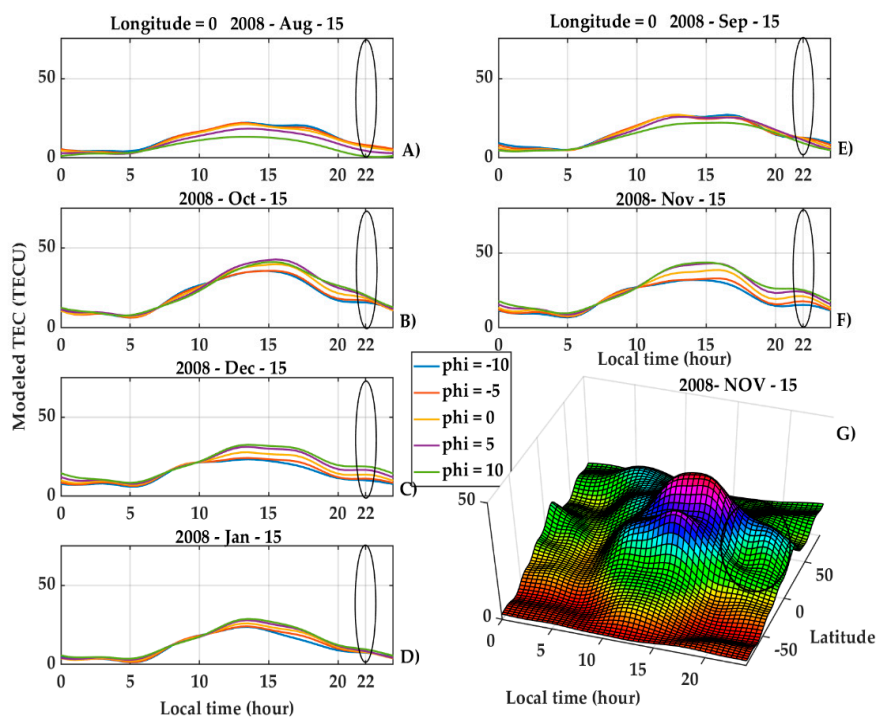 Longitude = 0 2008 - Aug - 15
50
0
0 5 10 15 20 22
A)
Longitude = 0 2008 - Sep - 15
50
0
0 5 10 15 20 22
E)
2008 - Oct - 15
50
0
0 5 10 15 20 22
B)
2008- Nov - 15
50
0
0 5 10 15 20 22
F)
Local time (hour)
Modeled TEC (TECU)
2008 - Dec - 15
50
0
0 5 10 15 20 22
C)
2008 - Jan - 15
50
0
0 5 10 15 20 22
D)
Local time (hour)
phi = -10
phi = -5
phi = 0
phi = 5
phi = 10
2008- NOV - 15
G)
50
0
0 5 10 15 20
Local time (hour)
50
0
-50
Latitude